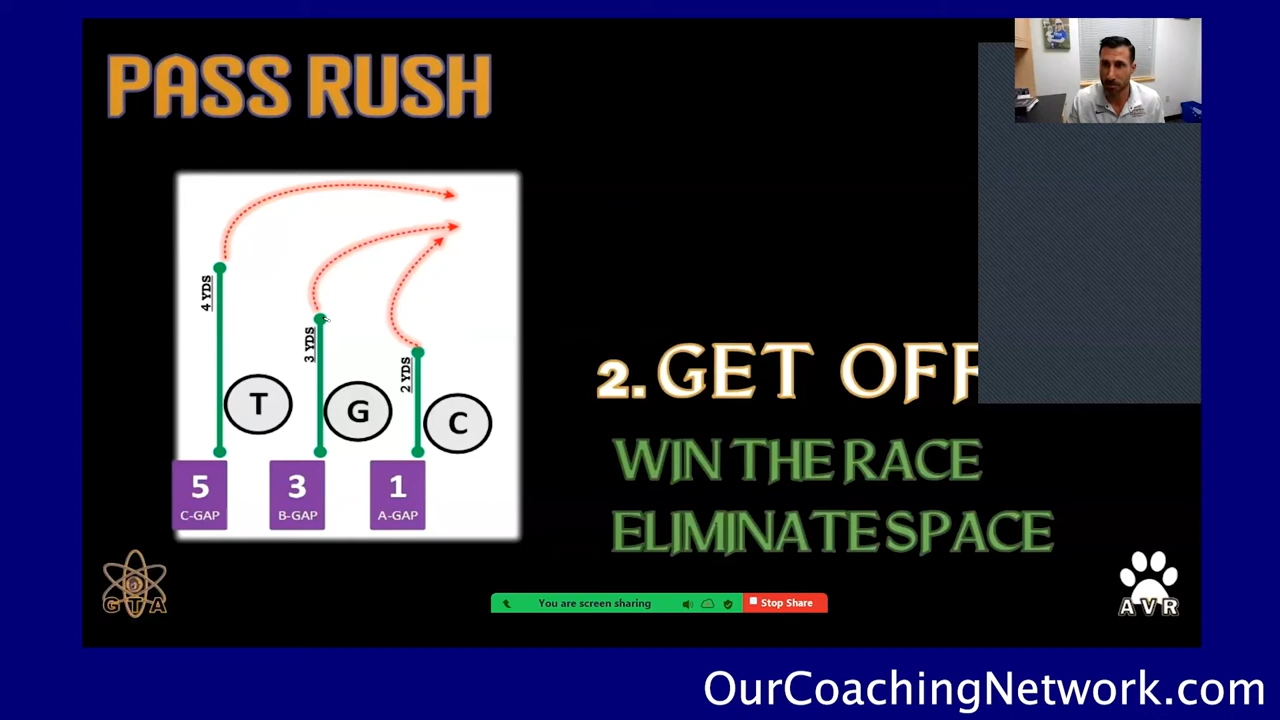 PASS RUSH
4 YDS
3 YDS
2 YDS
T
G
C
5
C-GAP
3
B-GAP
1
A-GAP
2. GET OFF
WIN THE RACE
ELIMINATE SPACE
GTA
AVR
You are screen sharing
Stop Share
OurCoachingNetwork.com